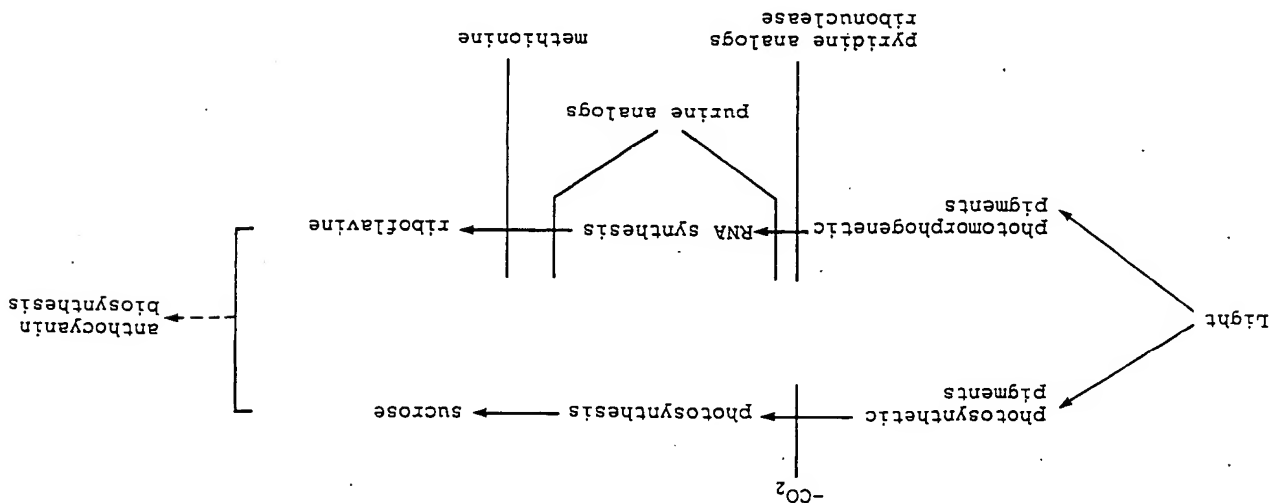 -CO₂
photosynthetic
pigments
photosynthesis
sucrose
Light
anthocyanin
biosynthesis
photomorphogenetic
pigments
RNA synthesis
riboflavine
purine analogs
pyridine analogs
ribonuclease
methionine